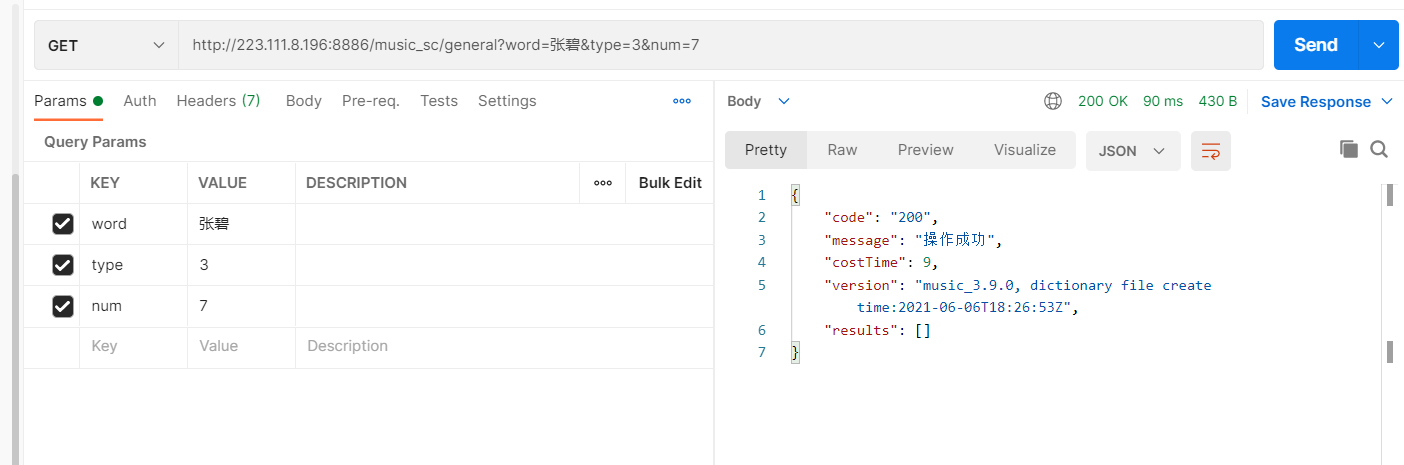 GET http://223.111.8.196:8886/music_sc/general?word=张碧&type=3&num=7 Send
Params Auth Headers (7) Body Pre-req. Tests Settings
Query Params
KEY VALUE DESCRIPTION Bulk Edit
word 张碧
type 3
num 7
Key Value Description
Body 200 OK 90 ms 430 B Save Response
Pretty Raw Preview Visualize JSON
1 {
2 "code": "200",
3 "message": "操作成功",
4 "costTime": 9,
5 "version": "music_3.9.0, dictionary file create
time:2021-06-06T18:26:53Z",
6 "results": []
7 }